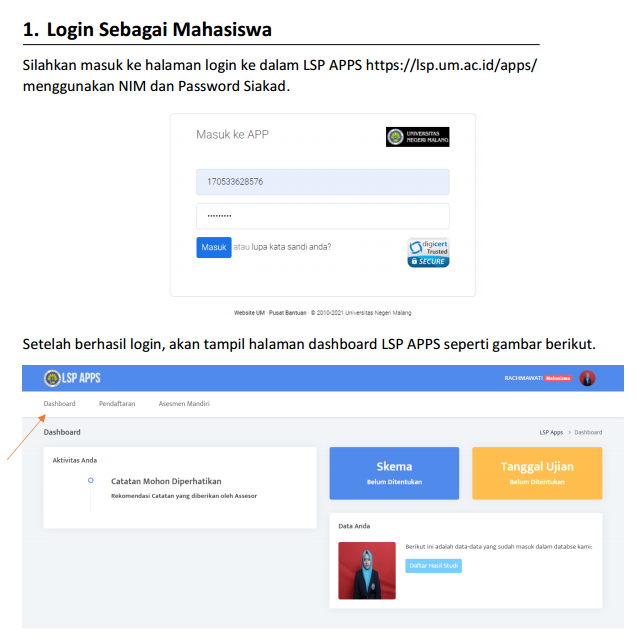 1. Login Sebagai Mahasiswa
Silahkan masuk ke halaman login ke dalam LSP APPS https://lsp.um.ac.id/apps/
menggunakan NIM dan Password Siakad.
Masuk ke APP
UNIVERSITAS
NEGERI MALANG
170533628576
•••••••••
Masuk atau lupa kata sandi anda?
digicert
Trusted
SECURE
Website UM · Pusat Bantuan · © 2010-2021 Universitas Negeri Malang
Setelah berhasil login, akan tampil halaman dashboard LSP APPS seperti gambar berikut.
LSP APPS
RACHMAWATI Mahasiswa
Dashboard Pendaftaran Asesmen Mandiri
Dashboard
LSP Apps > Dashboard
Aktivitas Anda
Catatan Mohon Diperhatikan
Rekomendasi Catatan yang diberikan oleh Assesor
Skema
Belum Ditentukan
Tanggal Ujian
Belum Ditentukan
Data Anda
Berikut ini adalah data-data yang sudah masuk dalam databse kami:
Daftar Hasil Studi